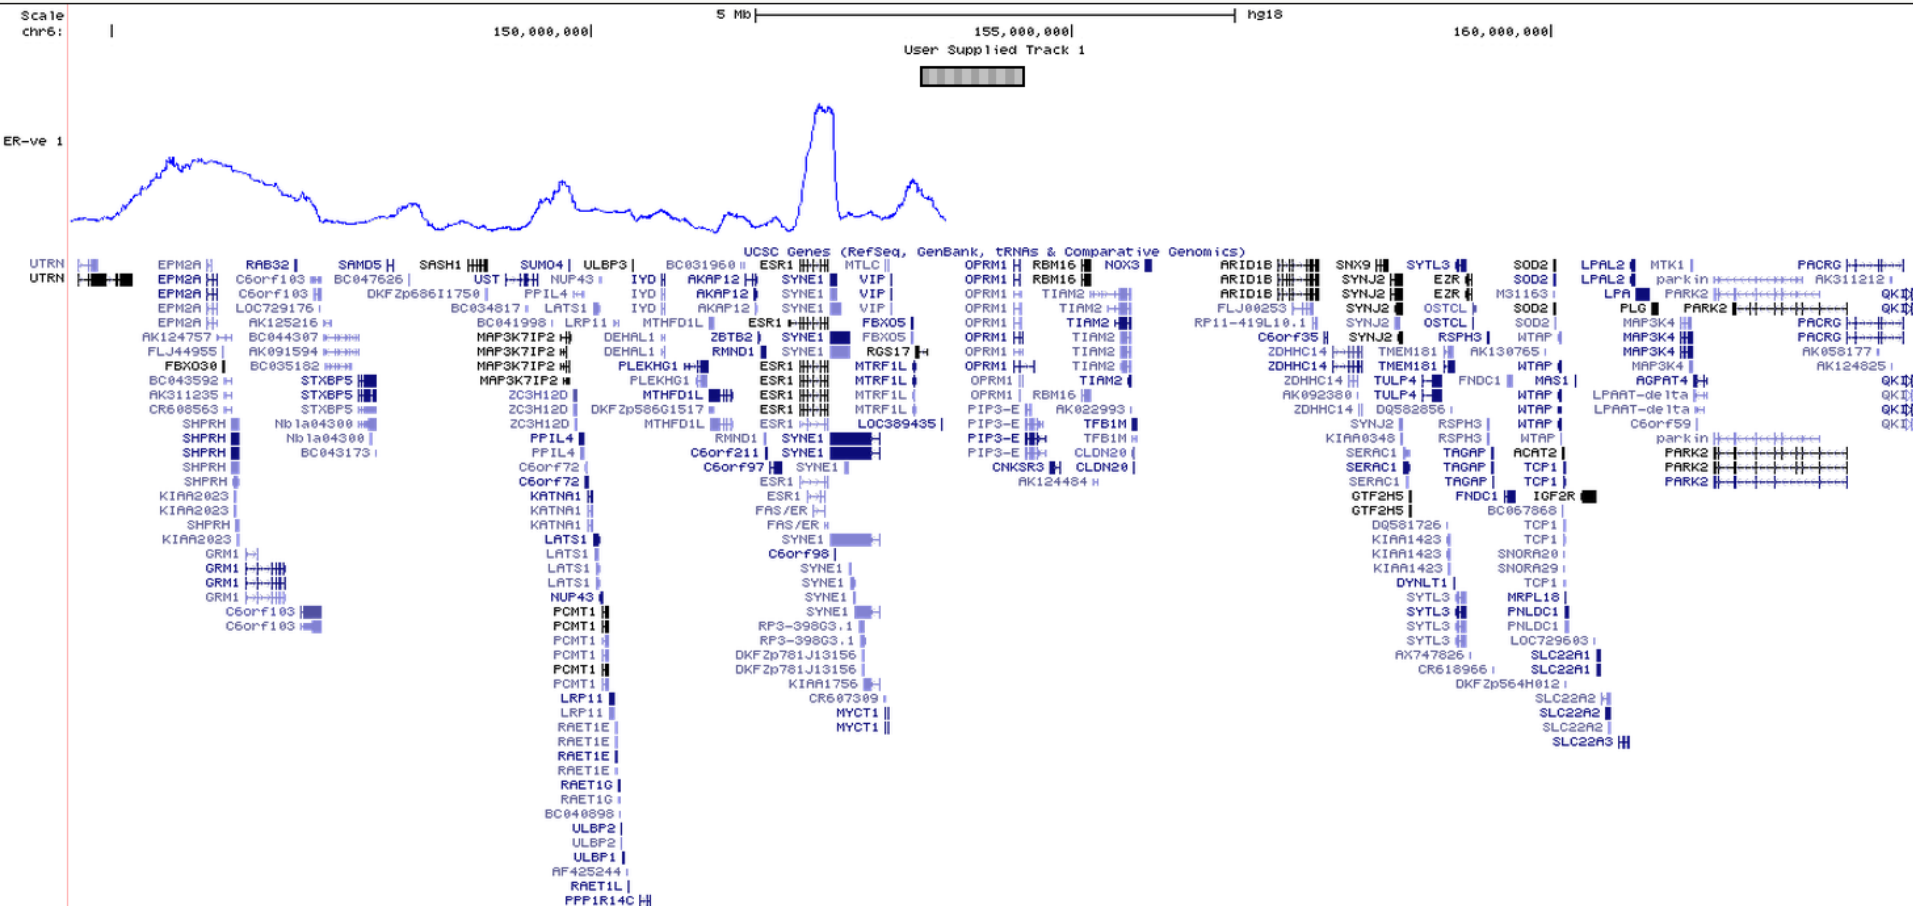 Scale 5 Mb hg18
chr6: 150,000,000 155,000,000 160,000,000
User Supplied Track 1
ER-ve 1
UCSC Genes (RefSeq, GenBank, tRNAs & Comparative Genomics)
UTRN EPM2A RAB32 SAMD5 SASH1 SUMO4 ULBP3 BC031960 ESR1 MTLC OPRM1 RBM16 NOX3 ARID1B SNX9 SYTL3 SOD2 LPAL2 MTK1 PACRG
UTRN EPM2A C6orf103 BC047626 UST NUP43 IYD AKAP12 SYNE1 VIP OPRM1 RBM16 ARID1B SYNJ2 EZR SOD2 LPAL2 parkin AK311212
EPM2A C6orf103 DKFZp686I1750 PPIL4 IYD AKAP12 SYNE1 VIP OPRM1 TIAM2 ARID1B SYNJ2 EZR M31163 LPA PARK2 QKI
EPM2A LOC729176 BC034817 LATS1 IYD AKAP12 SYNE1 VIP OPRM1 TIAM2 FLJ00253 SYNJ2 OSTCL SOD2 PLG PARK2 QKI
EPM2A AK125216 BC041998 LRP11 MTHFD1L ESR1 FBXO5 OPRM1 TIAM2 RP11-419L10.1 SYNJ2 OSTCL SOD2 MAP3K4 PACRG
AK124757 BC044307 MAP3K7IP2 DEHAL1 ZBTB2 SYNE1 FBXO5 OPRM1 TIAM2 C6orf35 SYNJ2 RSPH3 WTAP MAP3K4 PACRG
FLJ44955 AK091594 MAP3K7IP2 DEHAL1 RMND1 SYNE1 RGS17 OPRM1 TIAM2 ZDHHC14 TMEM181 AK130765 MAP3K4 AK058177
FBXO30 BC035182 MAP3K7IP2 PLEKHG1 ESR1 MTRF1L OPRM1 TIAM2 ZDHHC14 TMEM181 WTAP MAP3K4 AK124825
BC043592 STXBP5 MAP3K7IP2 PLEKHG1 ESR1 MTRF1L OPRM1 TIAM2 ZDHHC14 TULP4 FNDC1 MAS1 AGPAT4 QKI
AK311235 STXBP5 ZC3H12D MTHFD1L ESR1 MTRF1L OPRM1 RBM16 AK092380 TULP4 WTAP LPAAT-delta QKI
CR608563 STXBP5 ZC3H12D DKFZp586G1517 ESR1 MTRF1L PIP3-E AK022993 ZDHHC14 DQ582856 WTAP LPAAT-delta QKI
SHPRH Nbla04300 ZC3H12D MTHFD1L ESR1 LOC389435 PIP3-E TFB1M SYNJ2 RSPH3 WTAP C6orf59 QKI
SHPRH Nbla04300 PPIL4 RMND1 SYNE1 PIP3-E TFB1M KIAA0348 RSPH3 WTAP parkin
SHPRH BC043173 PPIL4 C6orf211 SYNE1 PIP3-E CLDN20 SERAC1 TAGAP ACAT2 PARK2
SHPRH C6orf72 C6orf97 SYNE1 CNKSR3 CLDN20 SERAC1 TAGAP TCP1 PARK2
SHPRH C6orf72 ESR1 AK124484 SERAC1 TAGAP TCP1 PARK2
KIAA2023 KATNA1 ESR1 GTF2H5 FNDC1 IGF2R
KIAA2023 KATNA1 FAS/ER GTF2H5 BC067868
SHPRH KATNA1 FAS/ER DQ581726 TCP1
KIAA2023 LATS1 SYNE1 KIAA1423 TCP1
GRM1 LATS1 C6orf98 KIAA1423 SNORA20
GRM1 LATS1 SYNE1 KIAA1423 SNORA29
GRM1 LATS1 SYNE1 DYNLT1 TCP1
GRM1 NUP43 SYNE1 SYTL3 MRPL18
C6orf103 PCMT1 SYNE1 SYTL3 PNLDC1
C6orf103 PCMT1 RP3-398G3.1 SYTL3 PNLDC1
PCMT1 RP3-398G3.1 SYTL3 LOC729603
PCMT1 DKFZp781J13156 AX747826 SLC22A1
PCMT1 DKFZp781J13156 CR618966 SLC22A1
PCMT1 KIAA1756 DKFZp564H012
LRP11 CR607309 SLC22A2
LRP11 MYCT1 SLC22A2
RAET1E MYCT1 SLC22A2
RAET1E SLC22A3
RAET1E
RAET1E
RAET1G
RAET1G
BC040898
ULBP2
ULBP2
ULBP1
AF425244
RAET1L
PPP1R14C